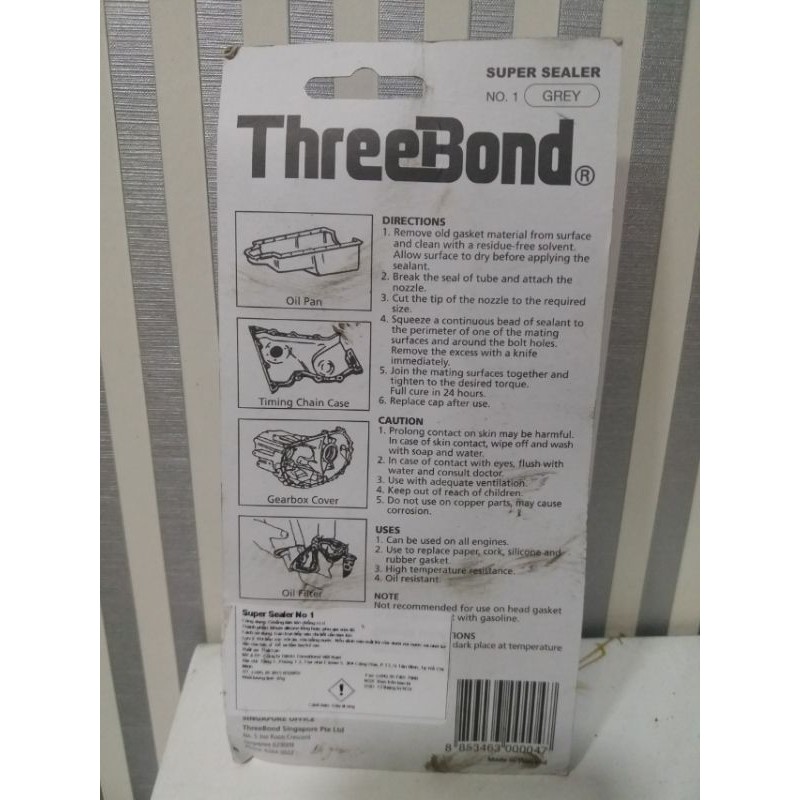 SUPER SEALER
NO. 1 GREY
ThreeBond®
Oil Pan
Timing Chain Case
Gearbox Cover
Oil Filter
DIRECTIONS
1. Remove old gasket material from surface
and clean with a residue-free solvent.
Allow surface to dry before applying the
sealant.
2. Break the seal of tube and attach the
nozzle.
3. Cut the tip of the nozzle to the required
size.
4. Squeeze a continuous bead of sealant to
the perimeter of one of the mating
surfaces and around the bolt holes.
Remove the excess with a knife
immediately.
5. Join the mating surfaces together and
tighten to the desired torque.
Full cure in 24 hours.
6. Replace cap after use.
CAUTION
1. Prolong contact on skin may be harmful.
In case of skin contact, wipe off and wash
with soap and water.
2. In case of contact with eyes, flush with
water and consult doctor.
3. Use with adequate ventilation.
4. Keep out of reach of children.
5. Do not use on copper parts, may cause
corrosion.
USES
1. Can be used on all engines.
2. Use to replace paper, cork, silicone and
rubber gasket.
3. High temperature resistance.
4. Oil resistant.
NOTE
Not recommended for use on head gasket
t with gasoline.
IONS
dark place at temperature
Super Sealer No 1
SINGAPORE OFFICE
ThreeBond Singapore Pte Ltd
8 853463 000047
Made in